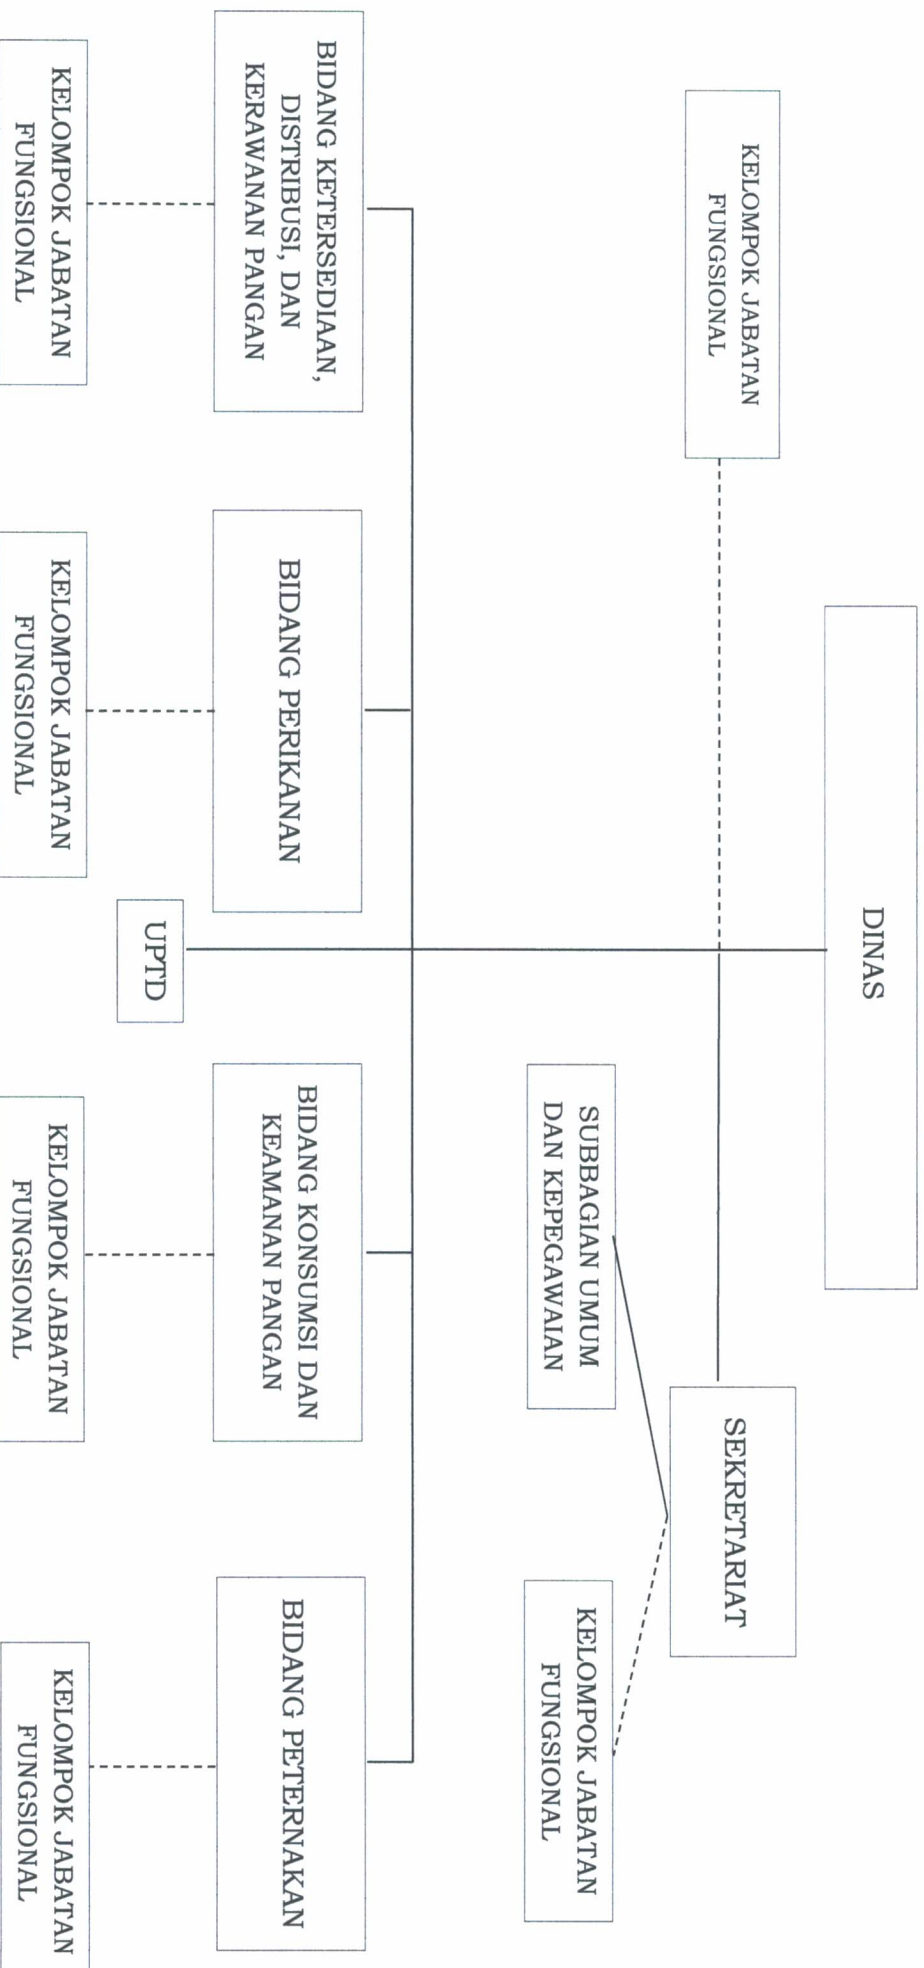 DINAS
KELOMPOK JABATAN
FUNGSIONAL
SEKRETARIAT
SUBBAGIAN UMUM
DAN KEPEGAWAIAN
KELOMPOK JABATAN
FUNGSIONAL
BIDANG KETERSEDIAAN,
DISTRIBUSI, DAN
KERAWANAN PANGAN
BIDANG PERIKANAN
BIDANG KONSUMSI DAN
KEAMANAN PANGAN
BIDANG PETERNAKAN
UPTD
KELOMPOK JABATAN
FUNGSIONAL
KELOMPOK JABATAN
FUNGSIONAL
KELOMPOK JABATAN
FUNGSIONAL
KELOMPOK JABATAN
FUNGSIONAL